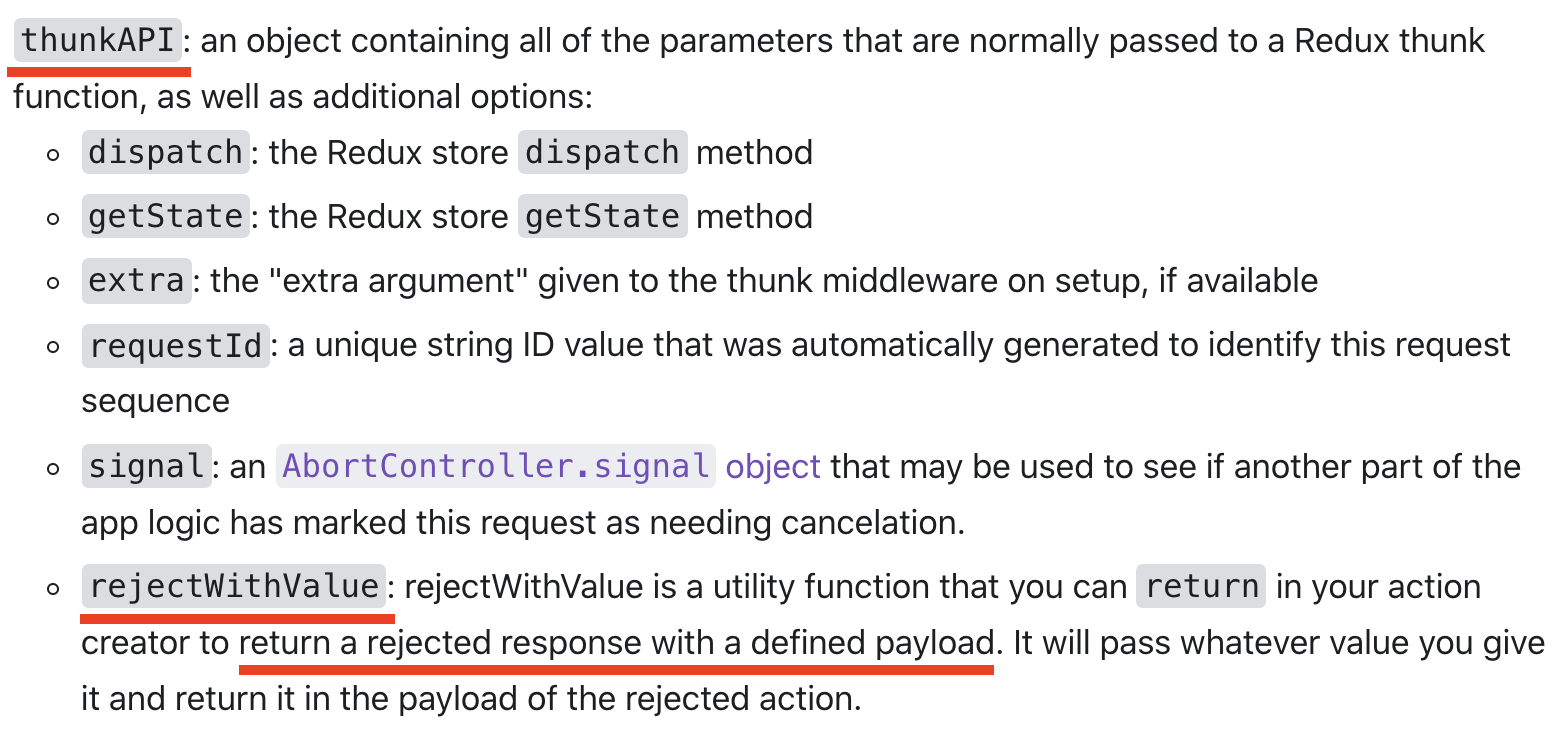 thunkAPI: an object containing all of the parameters that are normally passed to a Redux thunk
function, as well as additional options:
dispatch: the Redux store dispatch method
getState: the Redux store getState method
extra: the "extra argument" given to the thunk middleware on setup, if available
requestId: a unique string ID value that was automatically generated to identify this request
sequence
signal: an AbortController.signal object that may be used to see if another part of the
app logic has marked this request as needing cancelation.
rejectWithValue: rejectWithValue is a utility function that you can return in your action
creator to return a rejected response with a defined payload. It will pass whatever value you give
it and return it in the payload of the rejected action.